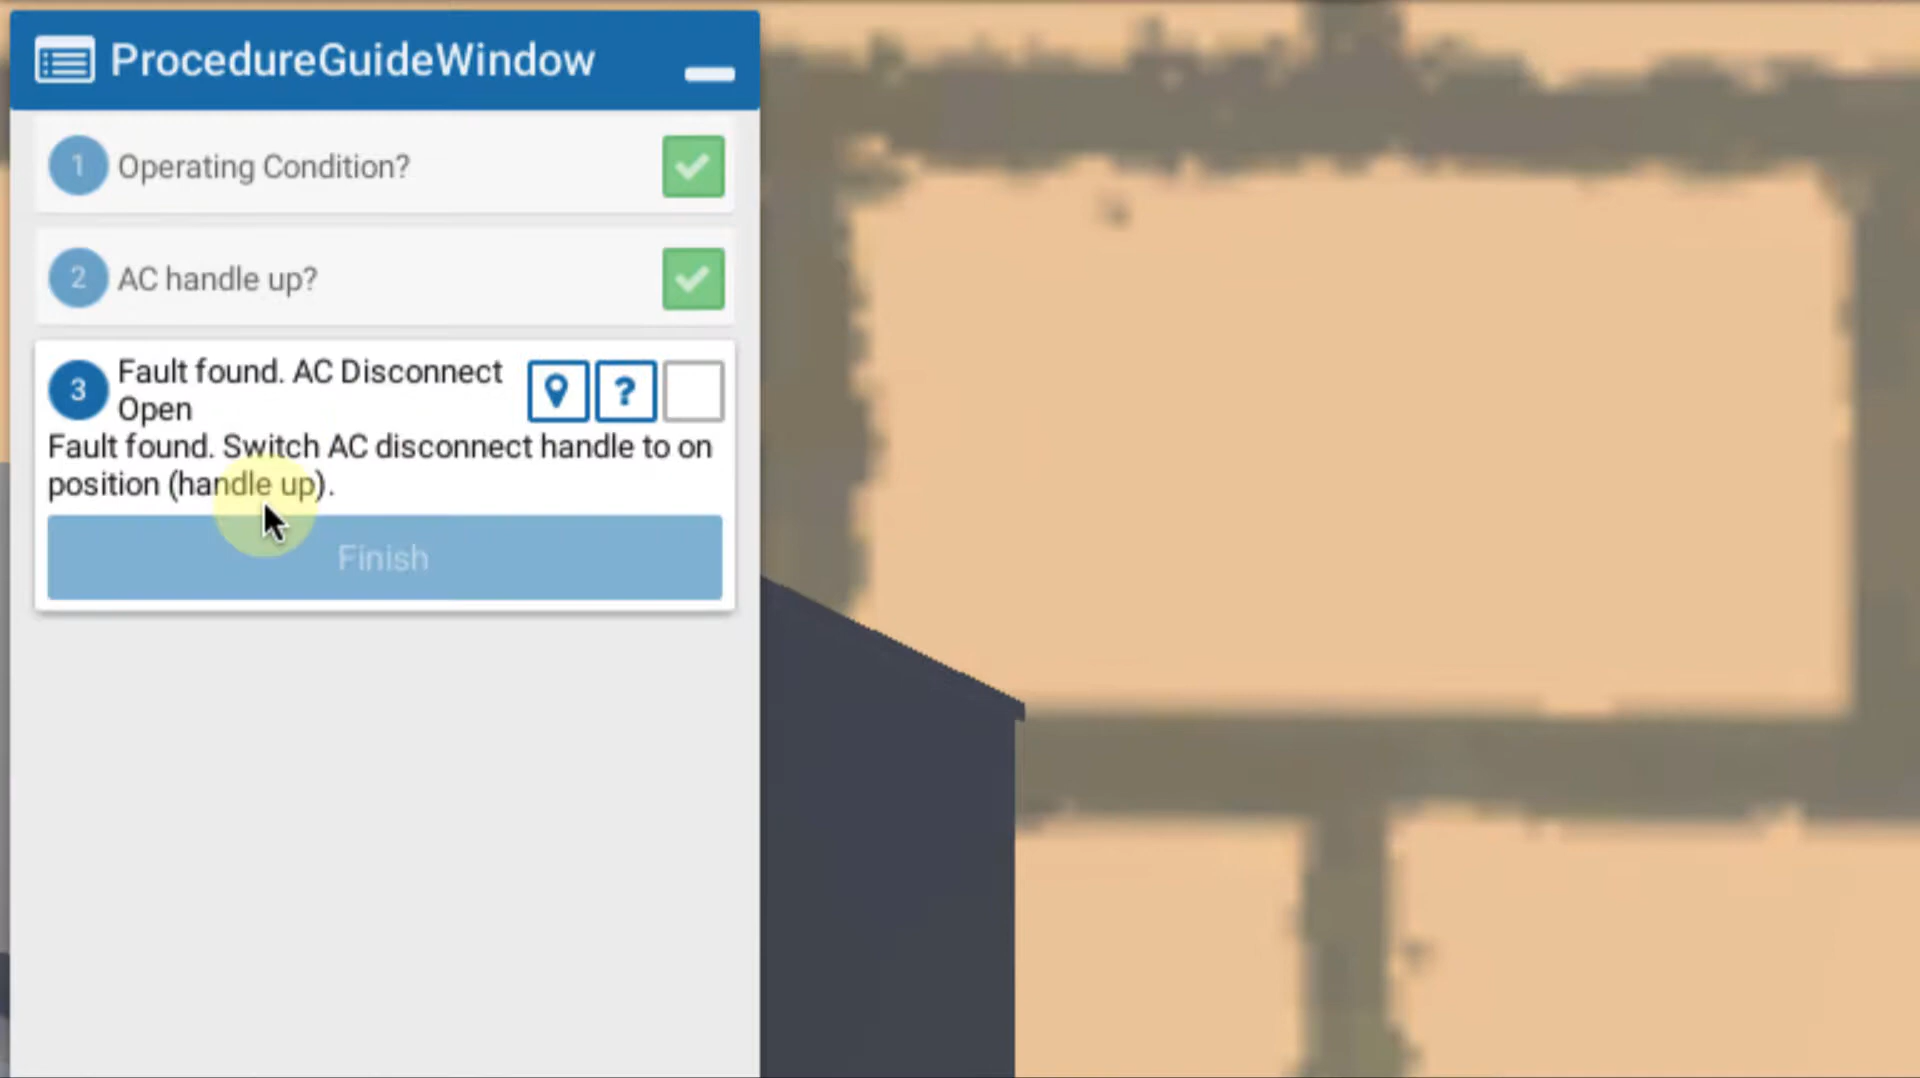 ProcedureGuideWindow
1 Operating Condition?
2 AC handle up?
3 Fault found. AC Disconnect
Open
?
Fault found. Switch AC disconnect handle to on
position (handle up).
Finish